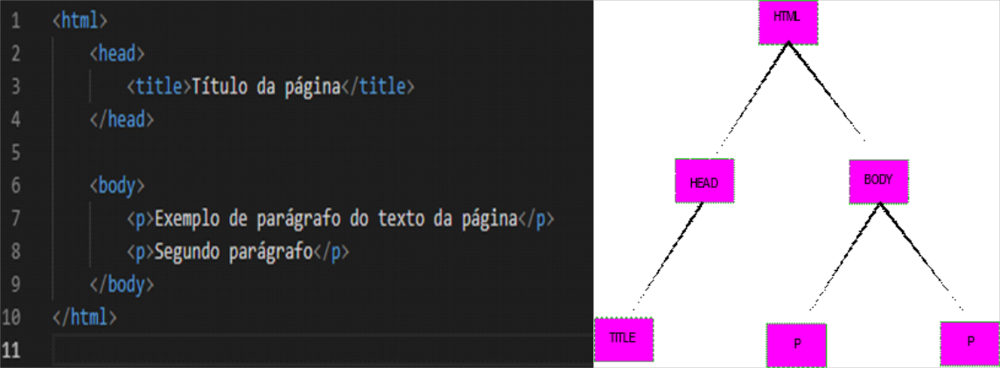 1 <html>
2 <head>
3 <title>Título da página</title>
4 </head>
5
6 <body>
7 <p>Exemplo de parágrafo do texto da página</p>
8 <p>Segundo parágrafo</p>
9 </body>
10 </html>
11
HTML
HEAD
BODY
TITLE
P
P